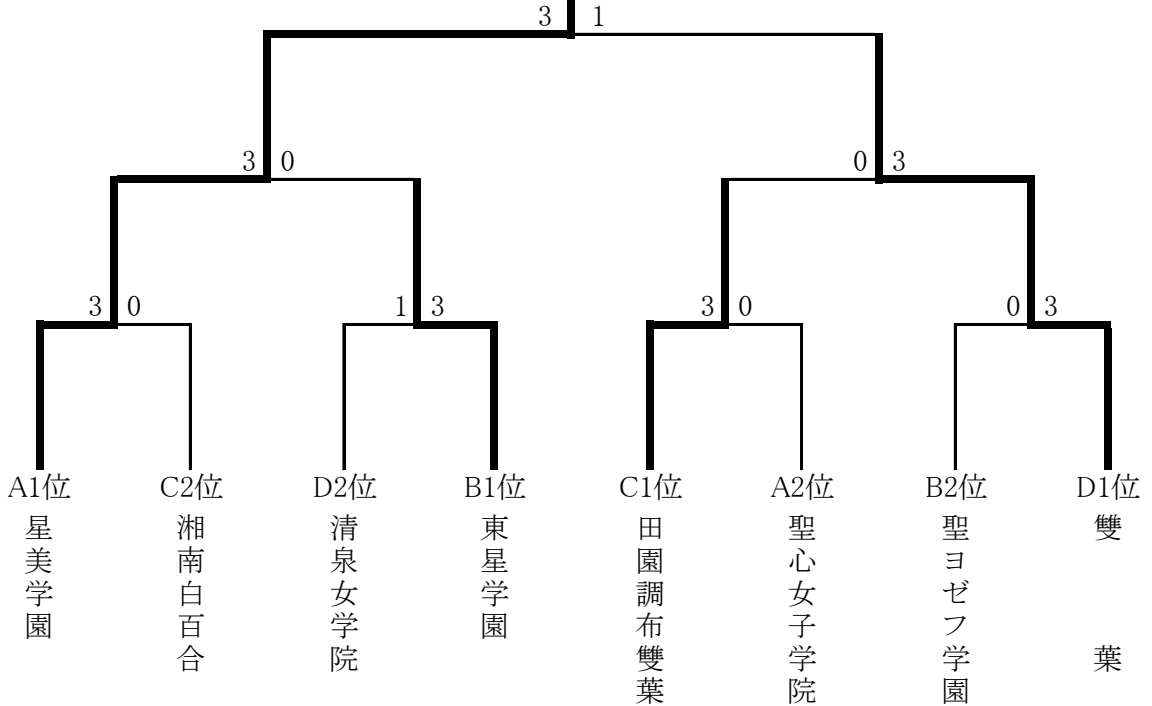 3 1
3 0
0 3
3 0
1 3
3 0
0 3
A1位
C2位
D2位
B1位
C1位
A2位
B2位
D1位
星美学園
湘南白百合
清泉女学院
東星学園
田園調布雙葉
聖心女子学院
聖ヨゼフ学園
雙葉